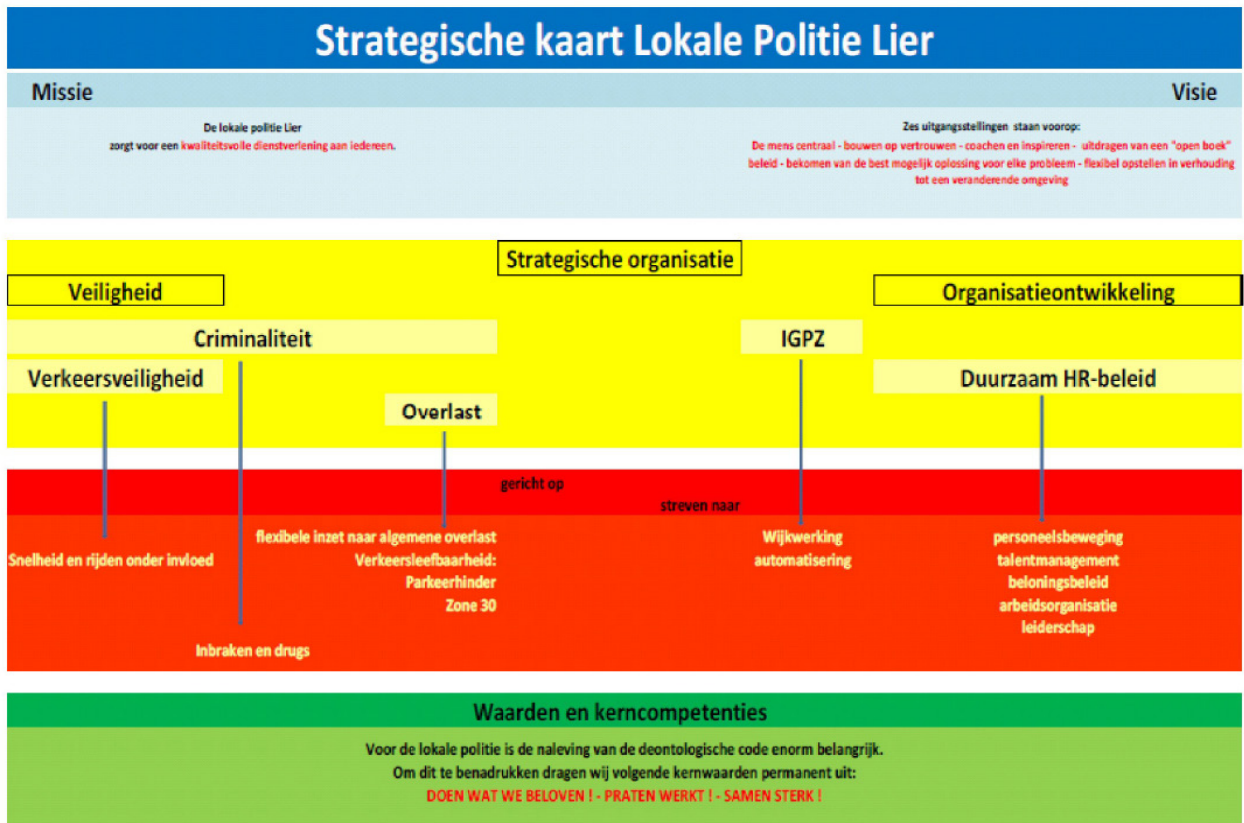 Strategische kaart Lokale Politie Lier
Missie
Visie
De lokale politie Lier
zorgt voor een kwaliteitsvolle dienstverlening aan iedereen.
Zes uitgangsstellingen staan voorop:
De mens centraal - bouwen op vertrouwen - coachen en inspireren - uitdragen van een "open boek"
beleid - bekomen van de best mogelijk oplossing voor elke probleem - flexibel opstellen in verhouding
tot een veranderende omgeving
Strategische organisatie
Veiligheid
Organisatieontwikkeling
Criminaliteit
IGPZ
Verkeersveiligheid
Duurzaam HR-beleid
Overlast
gericht op
streven naar
Snelheid en rijden onder invloed
flexibele inzet naar algemene overlast
Verkeersleefbaarheid:
Parkeerhinder
Zone 30
Inbraken en drugs
Wijkwerking
automatisering
personeelsbeweging
talentmanagement
beloningsbeleid
arbeidsorganisatie
leiderschap
Waarden en kerncompetenties
Voor de lokale politie is de naleving van de deontologische code enorm belangrijk.
Om dit te benadrukken dragen wij volgende kernwaarden permanent uit:
DOEN WAT WE BELOVEN ! - PRATEN WERKT ! - SAMEN STERK !